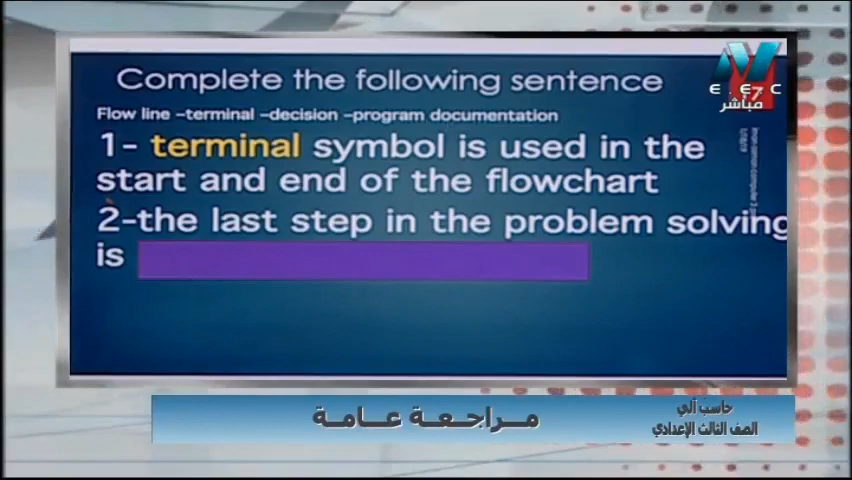 Complete the following sentence
Flow line –terminal –decision –program documentation
1- terminal symbol is used in the
start and end of the flowchart
2-the last step in the problem solving
is
E.E.C
7
مباشر
مراجعة عامة
حاسب آلي
الصف الثالث الإعدادي